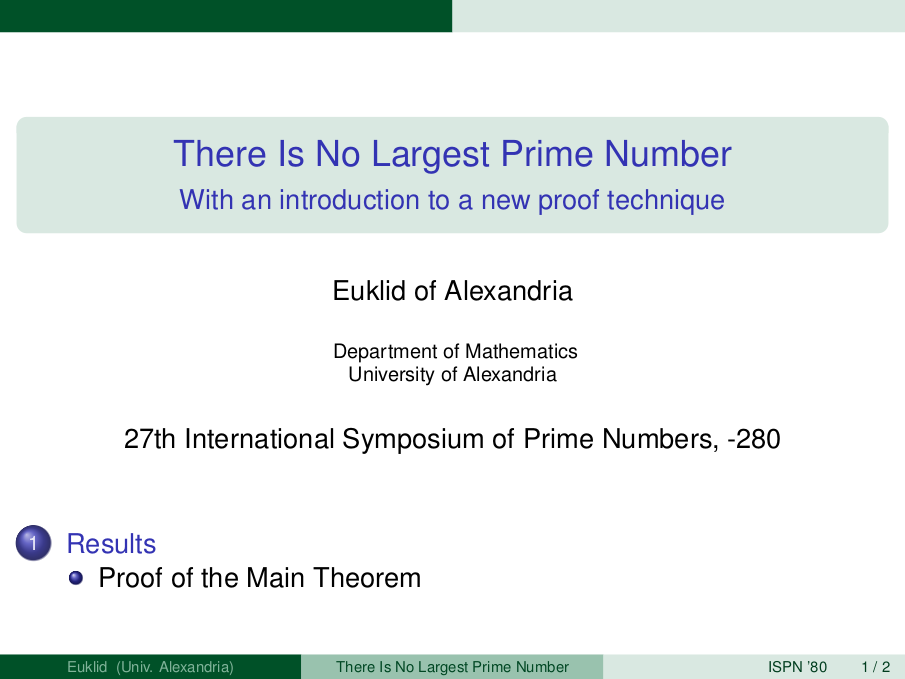 There Is No Largest Prime Number
With an introduction to a new proof technique
Euklid of Alexandria
Department of Mathematics
University of Alexandria
27th International Symposium of Prime Numbers, -280
1 Results
Proof of the Main Theorem
Euklid (Univ. Alexandria) There Is No Largest Prime Number ISPN ’80 1 / 2